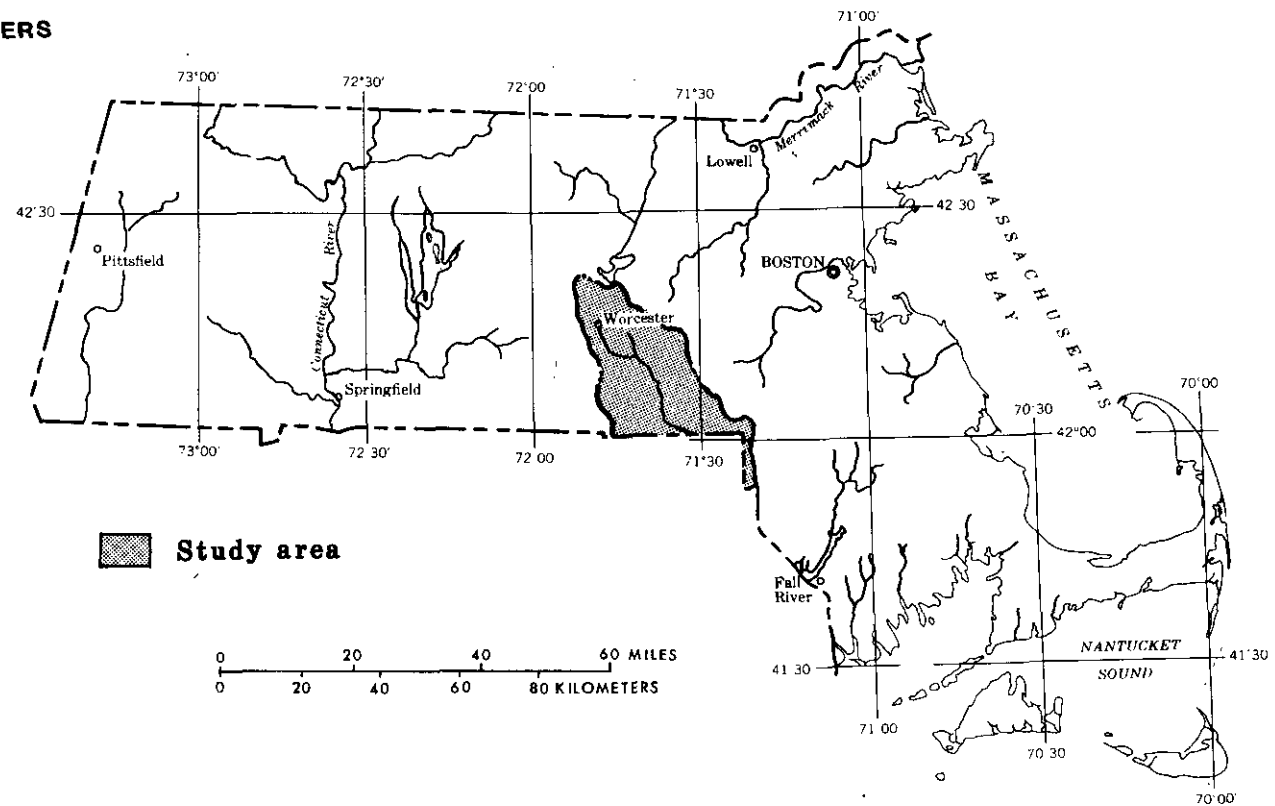 ERS
71°00'
73°00'
72°30'
72°00
71°30
Merrimack River
Lowell
42°30'
42 30
MASSACHUSETTS BAY
Pittsfield
Connecticut River
BOSTON
Worcester
Springfield
70°00
70°30
42°00
73°00'
72 30'
72 00
71°30
Study area
Fall
River
0 20 40 60 MILES
0 20 40 60 80 KILOMETERS
NANTUCKET
SOUND
41 30
41°30
71 00
70 30
70°00'